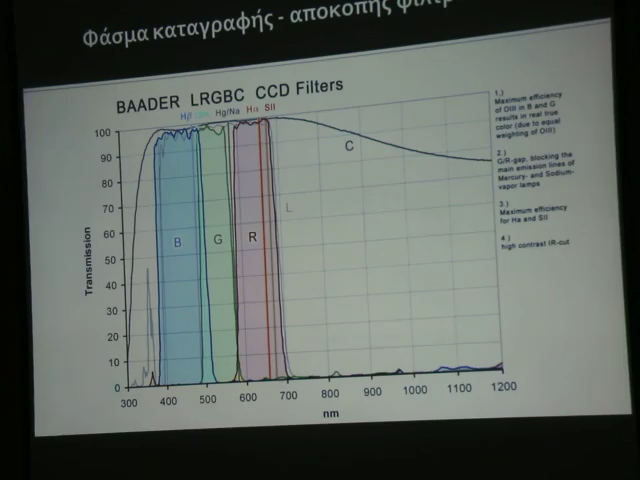 Φάσμα καταγραφής - αποκοπής
BAADER LRGBC CCD Filters
Hβ Hg/Na Hα SII
Transmission
100
90
80
70
60
50
40
30
20
10
0
B
G
R
L
C
300 400 500 600 700 800 900 1000 1100 1200
nm
1.)
Maximum efficiency
of OIII in B and G
results in real true
color (due to equal
weighting of OIII)
2.)
G/R-gap, blocking the
main emission lines of
Mercury- and Sodium-
vapor lamps
3.)
Maximum efficiency
for Ha and SII
4.)
high contrast IR-cut